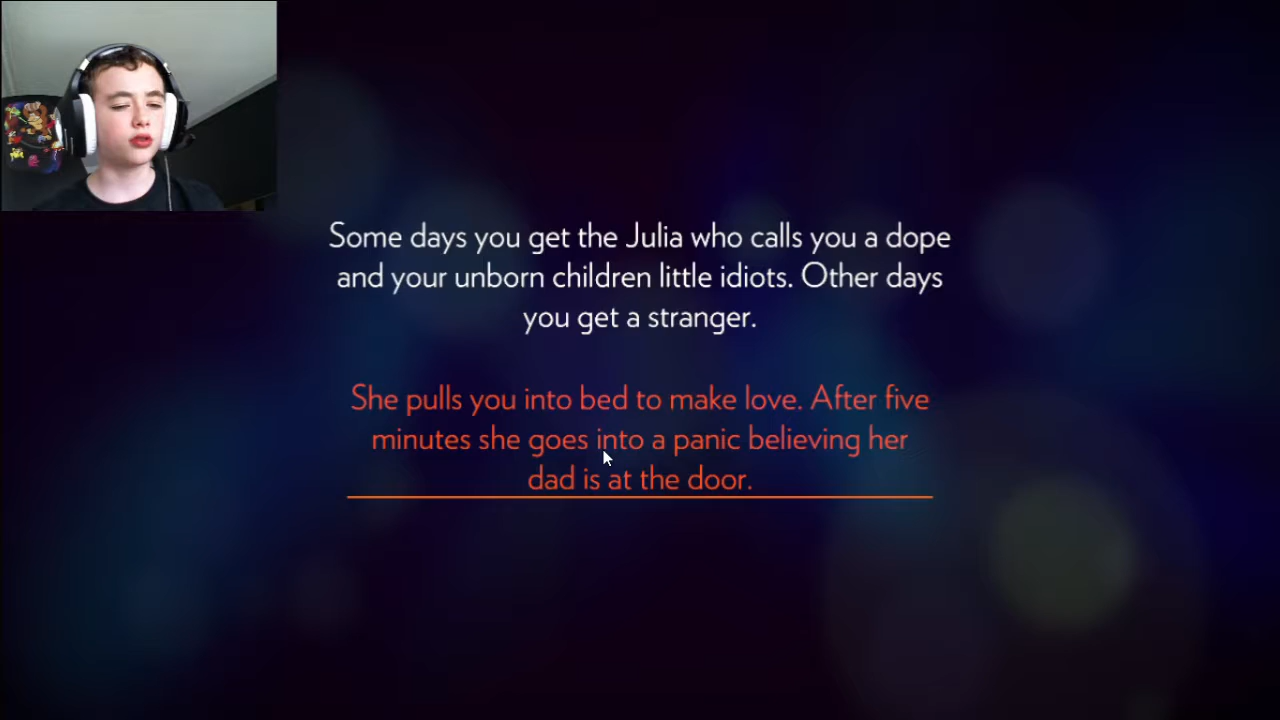 Some days you get the Julia who calls you a dope
and your unborn children little idiots. Other days
you get a stranger.
She pulls you into bed to make love. After five
minutes she goes into a panic believing her
dad is at the door.